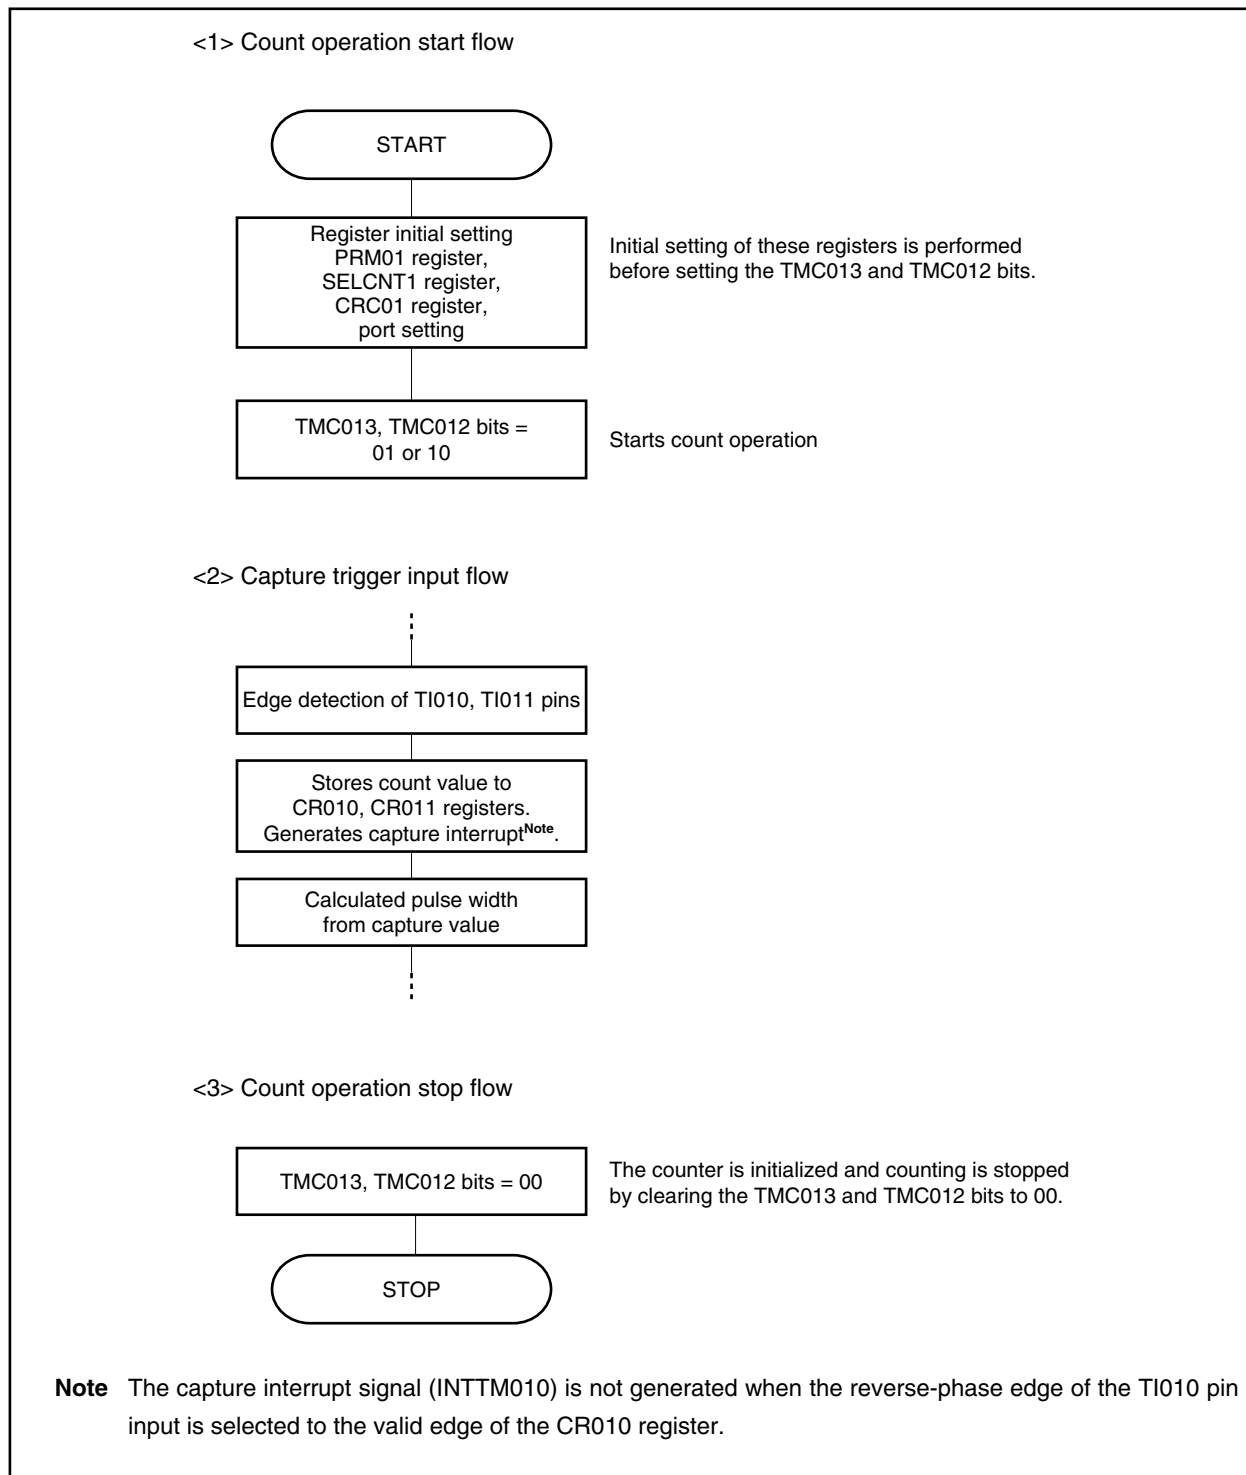 <1> Count operation start flow
START
Register initial setting
PRM01 register,
SELCNT1 register,
CRC01 register,
port setting
Initial setting of these registers is performed
before setting the TMC013 and TMC012 bits.
TMC013, TMC012 bits =
01 or 10
Starts count operation
<2> Capture trigger input flow
Edge detection of TI010, TI011 pins
Stores count value to
CR010, CR011 registers.
Generates capture interruptNote.
Calculated pulse width
from capture value
<3> Count operation stop flow
TMC013, TMC012 bits = 00
The counter is initialized and counting is stopped
by clearing the TMC013 and TMC012 bits to 00.
STOP
Note The capture interrupt signal (INTTM010) is not generated when the reverse-phase edge of the TI010 pin
input is selected to the valid edge of the CR010 register.